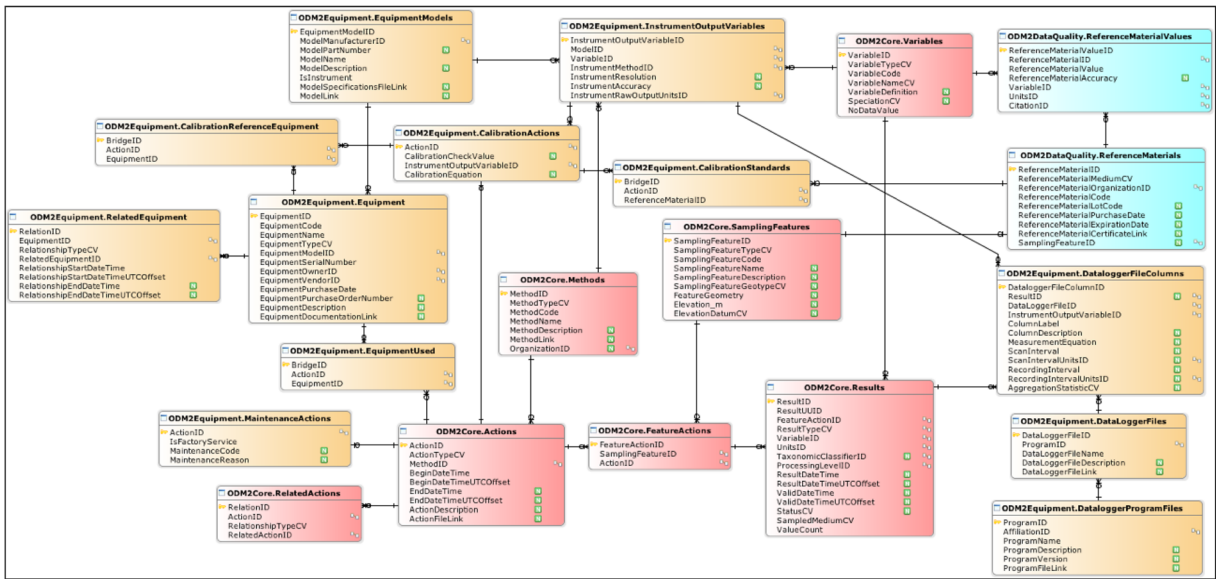 ODM2Equipment.EquipmentModels
EquipmentModelID
ModelManufacturerID
ModelPartNumber
ModelName
ModelDescription
IsInstrument
ModelSpecificationsFileLink
ModelLink
ODM2Equipment.InstrumentOutputVariables
InstrumentOutputVariableID
ModelID
VariableID
InstrumentMethodID
InstrumentResolution
InstrumentAccuracy
InstrumentRawOutputUnitsID
ODM2Core.Variables
VariableID
VariableTypeCV
VariableCode
VariableNameCV
VariableDefinition
SpeciationCV
NoDataValue
ODM2DataQuality.ReferenceMaterialValues
ReferenceMaterialValueID
ReferenceMaterialID
ReferenceMaterialValue
ReferenceMaterialAccuracy
VariableID
UnitsID
CitationID
ODM2Equipment.CalibrationReferenceEquipment
BridgeID
ActionID
EquipmentID
ODM2Equipment.CalibrationActions
ActionID
CalibrationCheckValue
InstrumentOutputVariableID
CalibrationEquation
ODM2Equipment.CalibrationStandards
BridgeID
ActionID
ReferenceMaterialID
ODM2DataQuality.ReferenceMaterials
ReferenceMaterialID
ReferenceMaterialMediumCV
ReferenceMaterialOrganizationID
ReferenceMaterialCode
ReferenceMaterialLotCode
ReferenceMaterialPurchaseDate
ReferenceMaterialExpirationDate
ReferenceMaterialCertificateLink
SamplingFeatureID
ODM2Equipment.RelatedEquipment
RelationID
EquipmentID
RelationshipTypeCV
RelatedEquipmentID
RelationshipStartDateTime
RelationshipStartDateTimeUTCOffset
RelationshipEndDateTime
RelationshipEndDateTimeUTCOffset
ODM2Equipment.Equipment
EquipmentID
EquipmentCode
EquipmentName
EquipmentTypeCV
EquipmentModelID
EquipmentSerialNumber
EquipmentOwnerID
EquipmentVendorID
EquipmentPurchaseDate
EquipmentPurchaseOrderNumber
EquipmentDescription
EquipmentDocumentationLink
ODM2Core.SamplingFeatures
SamplingFeatureID
SamplingFeatureTypeCV
SamplingFeatureCode
SamplingFeatureName
SamplingFeatureDescription
SamplingFeatureGeotypeCV
FeatureGeometry
Elevation_m
ElevationDatumCV
ODM2Core.Methods
MethodID
MethodTypeCV
MethodCode
MethodName
MethodDescription
MethodLink
OrganizationID
ODM2Equipment.DataloggerFileColumns
DataloggerFileColumnID
ResultID
DataLoggerFileID
InstrumentOutputVariableID
ColumnLabel
ColumnDescription
MeasurementEquation
ScanInterval
ScanIntervalUnitsID
RecordingInterval
RecordingIntervalUnitsID
AggregationStatisticCV
ODM2Equipment.EquipmentUsed
BridgeID
ActionID
EquipmentID
ODM2Core.Results
ResultID
ResultUUID
FeatureActionID
ResultTypeCV
VariableID
UnitsID
TaxonomicClassifierID
ProcessingLevelID
ResultDateTime
ResultDateTimeUTCOffset
ValidDateTime
ValidDateTimeUTCOffset
StatusCV
SampledMediumCV
ValueCount
ODM2Equipment.MaintenanceActions
ActionID
IsFactoryService
MaintenanceCode
MaintenanceReason
ODM2Core.Actions
ActionID
ActionTypeCV
MethodID
BeginDateTime
BeginDateTimeUTCOffset
EndDateTime
EndDateTimeUTCOffset
ActionDescription
ActionFileLink
ODM2Core.FeatureActions
FeatureActionID
SamplingFeatureID
ActionID
ODM2Equipment.DataLoggerFiles
DataLoggerFileID
ProgramID
DataLoggerFileName
DataLoggerFileDescription
DataLoggerFileLink
ODM2Core.RelatedActions
RelationID
ActionID
RelationshipTypeCV
RelatedActionID
ODM2Equipment.DataloggerProgramFiles
ProgramID
AffiliationID
ProgramName
ProgramDescription
ProgramVersion
ProgramFileLink